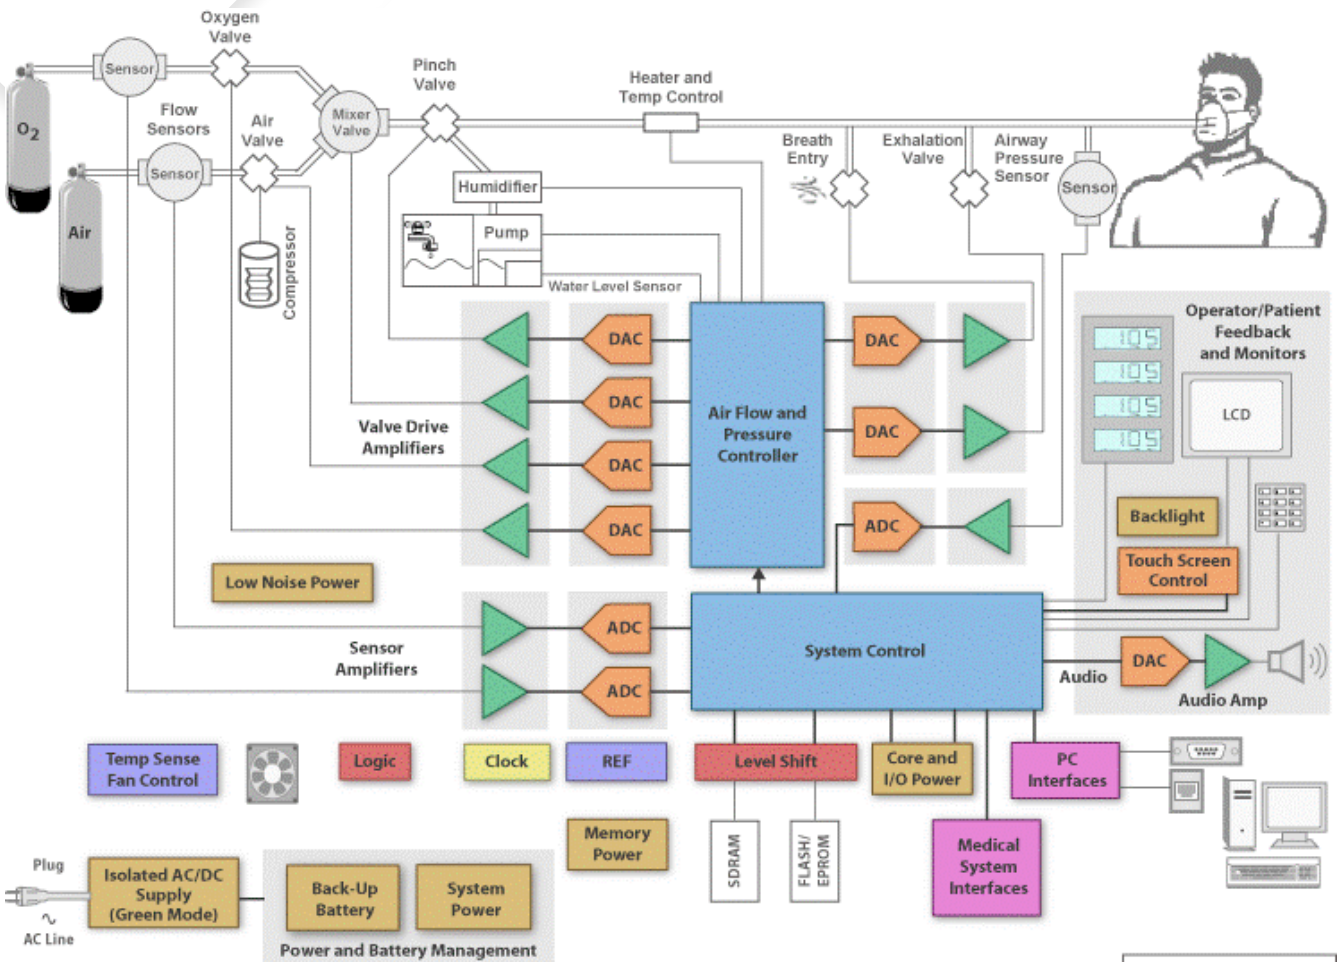 Oxygen
Valve
Sensor
O2
Flow
Sensors
Air
Valve
Mixer
Valve
Pinch
Valve
Heater and
Temp Control
Breath
Entry
Exhalation
Valve
Airway
Pressure
Sensor
Sensor
Sensor
Air
Compressor
Humidifier
Pump
Water Level Sensor
DAC
DAC
DAC
DAC
Valve Drive
Amplifiers
Air Flow and
Pressure
Controller
DAC
DAC
ADC
Operator/Patient
Feedback
and Monitors
105
105
105
105
LCD
Backlight
Touch Screen
Control
Low Noise Power
Sensor
Amplifiers
ADC
ADC
System Control
Audio
DAC
Audio Amp
Temp Sense
Fan Control
Logic
Clock
REF
Level Shift
Core and
I/O Power
PC
Interfaces
Memory
Power
SDRAM
FLASH/
EPROM
Medical
System
Interfaces
Plug
AC Line
Isolated AC/DC
Supply
(Green Mode)
Back-Up
Battery
System
Power
Power and Battery Management